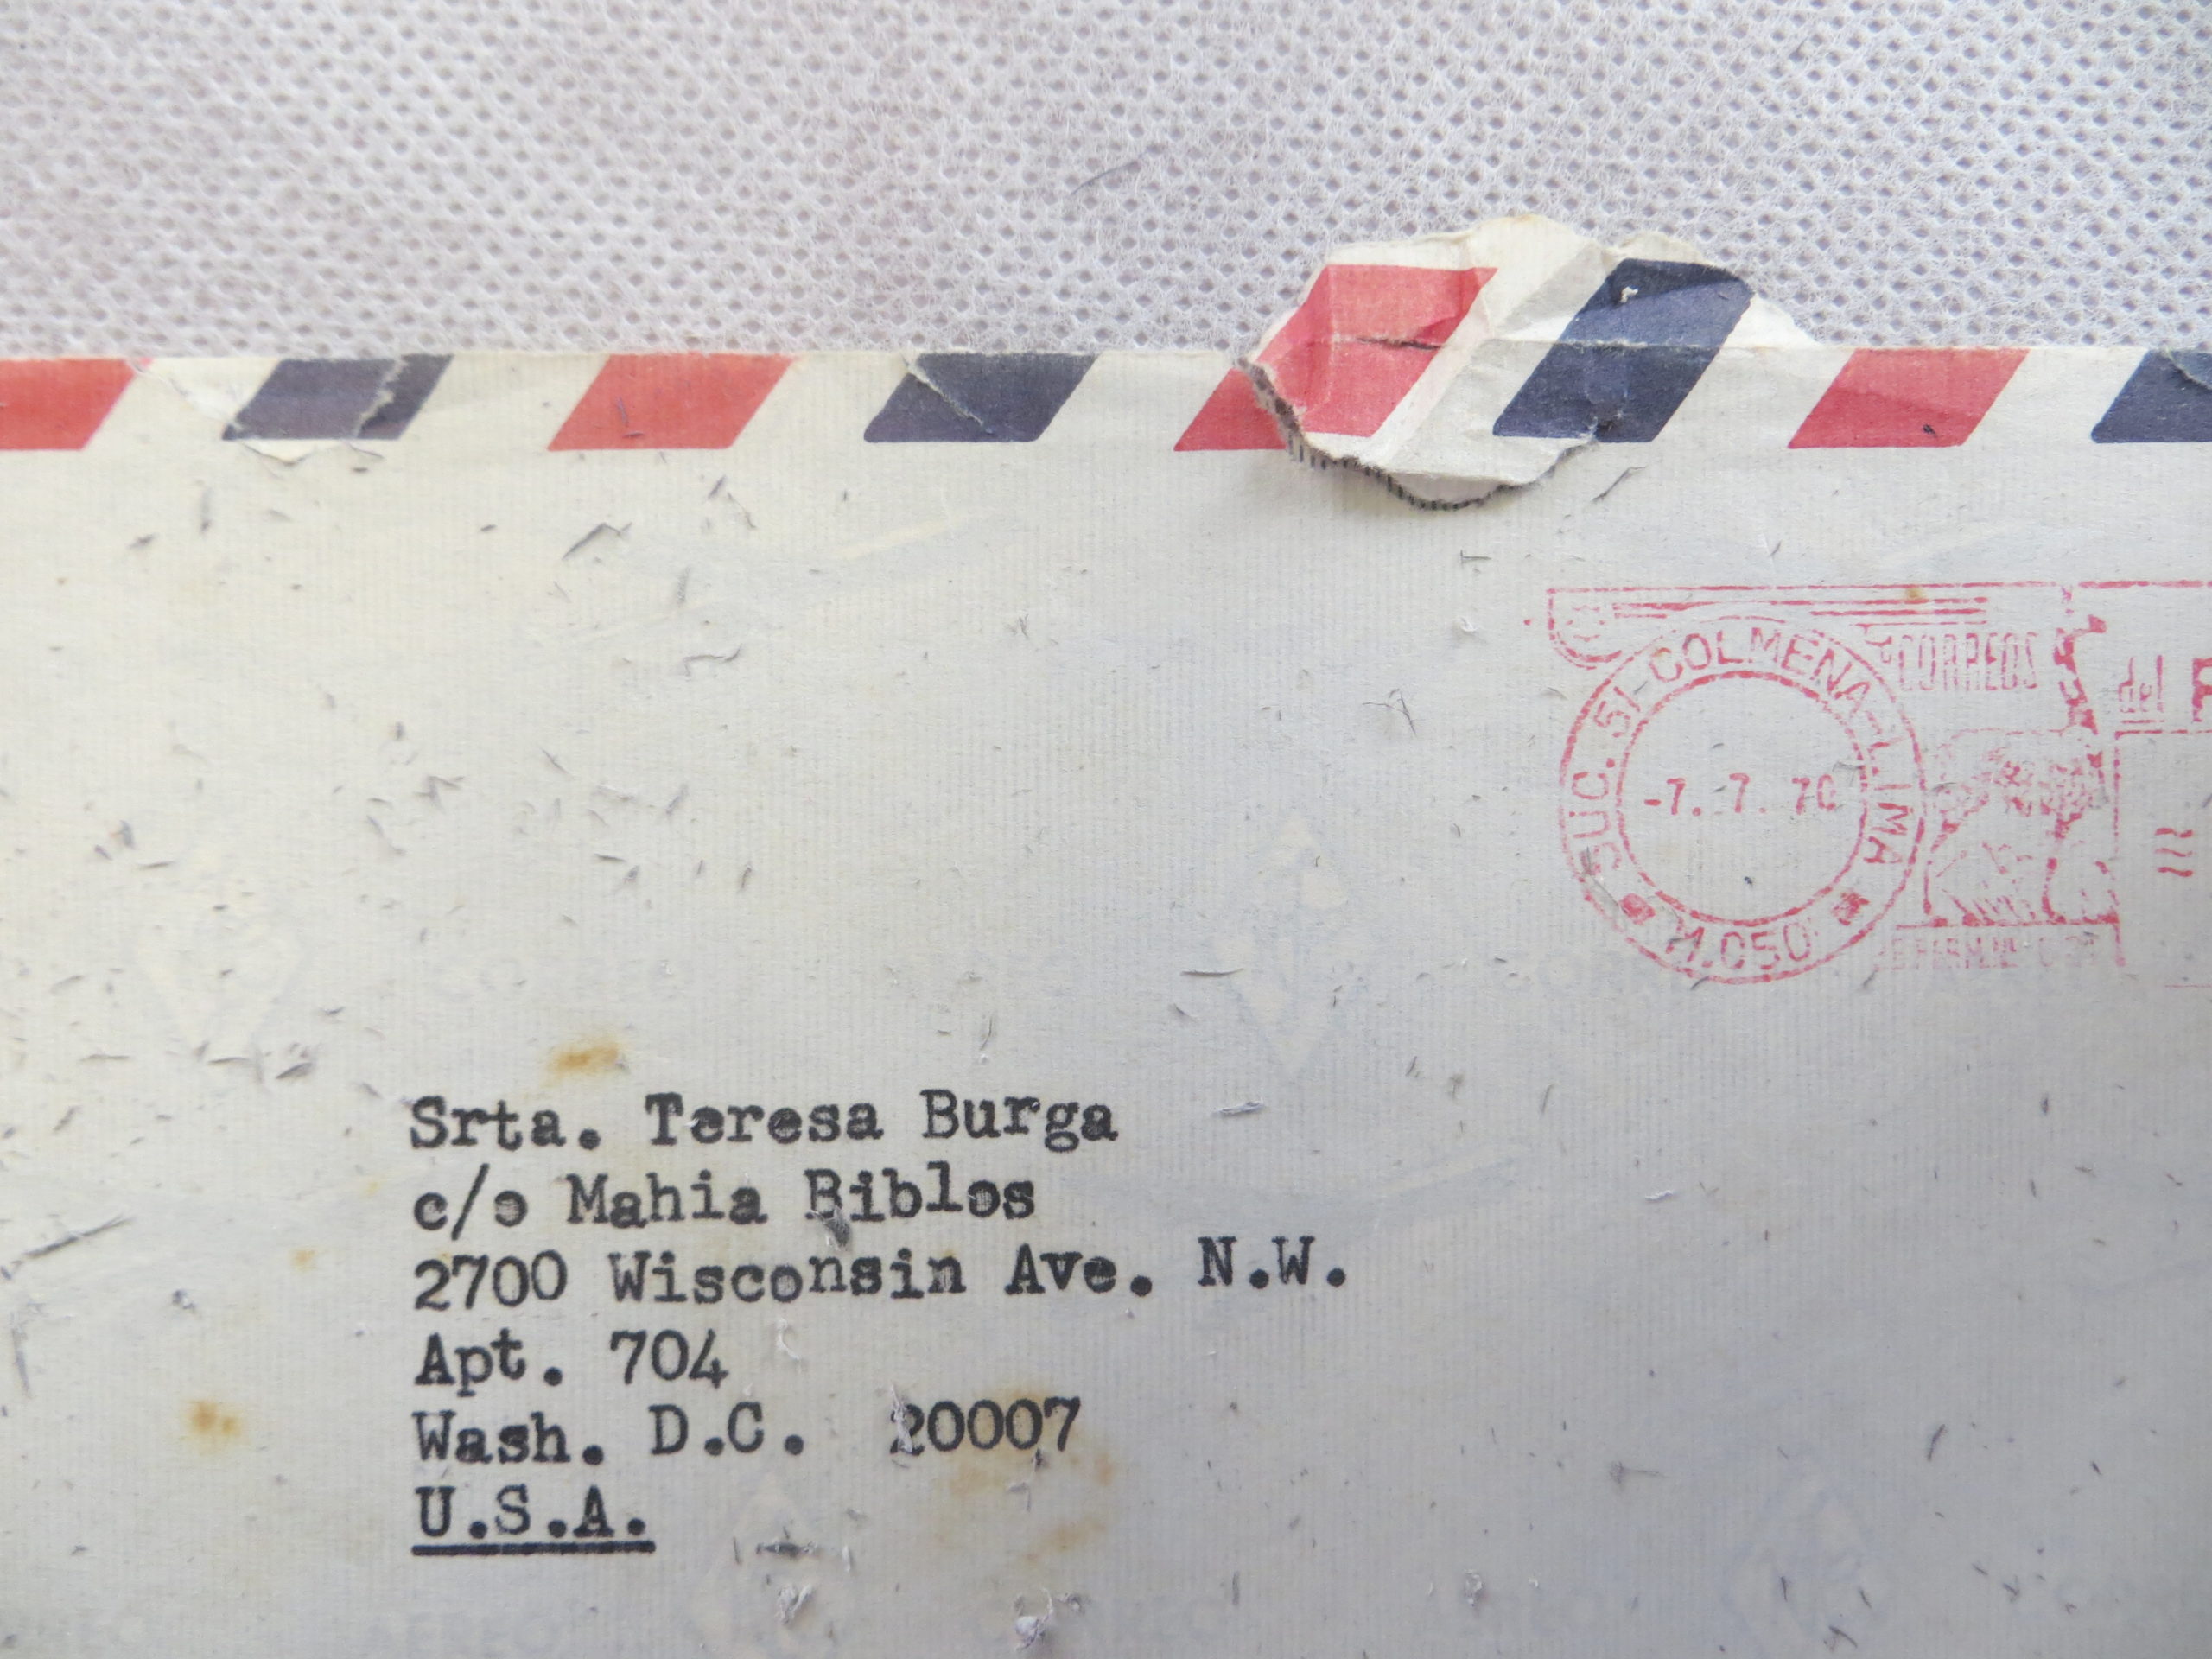 CORREOS
del
SUC. 51-COLMENA-LIMA
-7. 7. 70
M.050
Srta. Teresa Burga
c/o Mahia Biblos
2700 Wisconsin Ave. N.W.
Apt. 704
Wash. D.C. 20007
U.S.A.